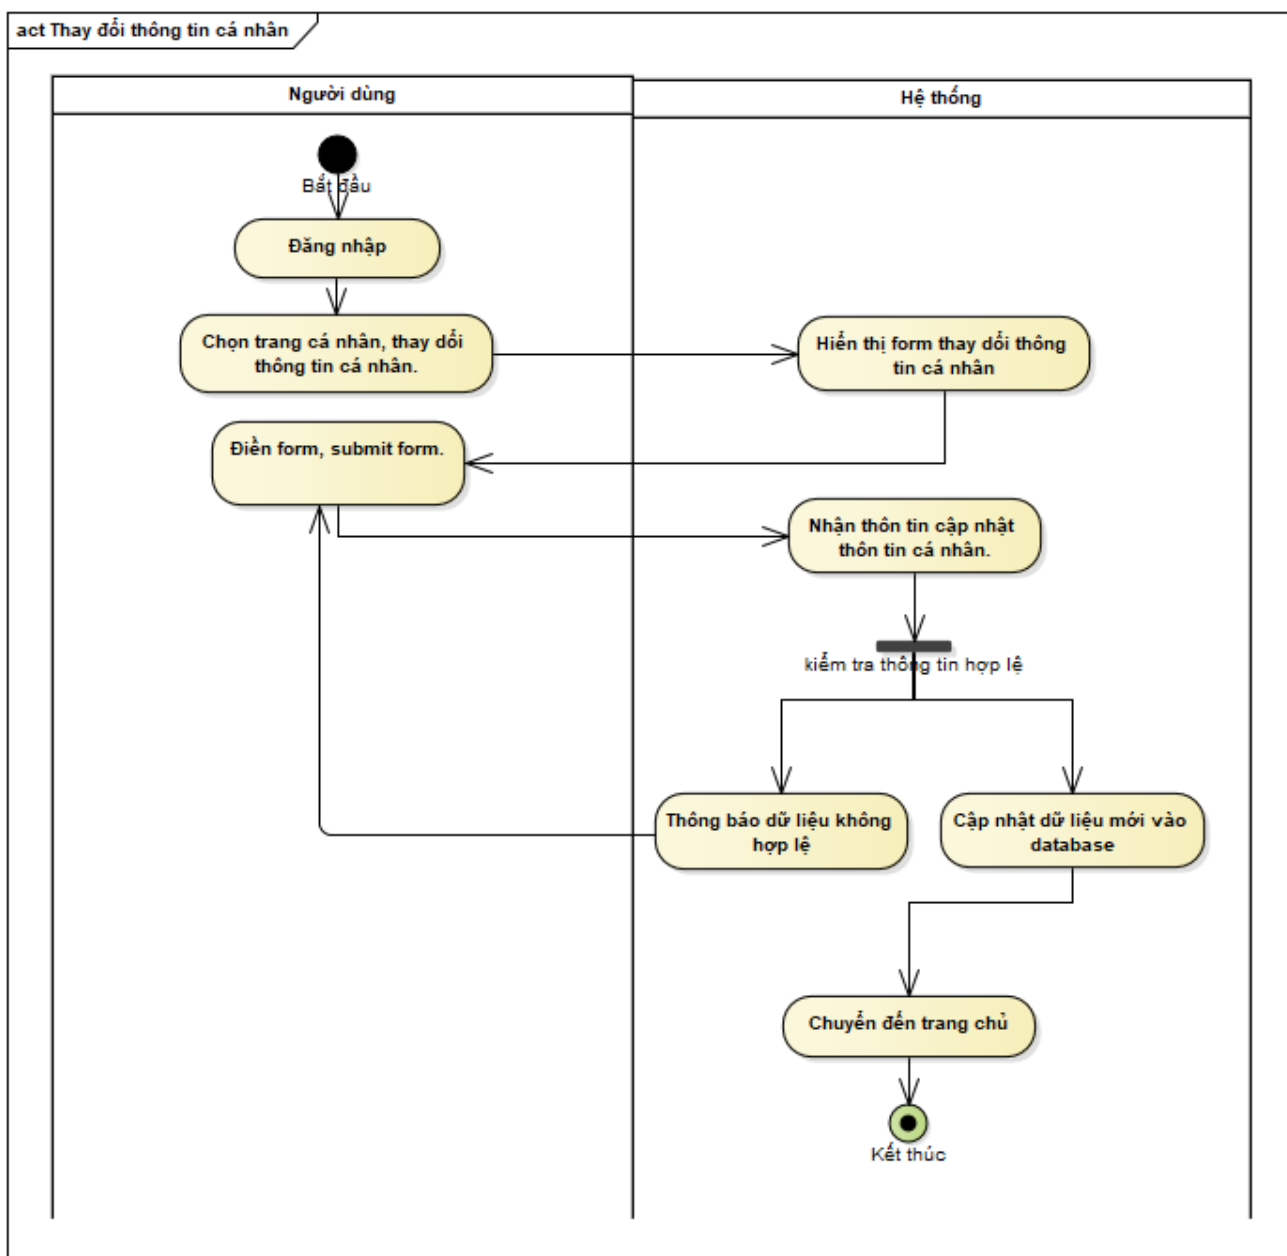 act Thay đổi thông tin cá nhân
Người dùng
Hệ thống
Bắt đầu
Đăng nhập
Chọn trang cá nhân, thay dổi
thông tin cá nhân.
Hiển thị form thay dổi thông
tin cá nhân
Điền form, submit form.
Nhận thôn tin cập nhật
thôn tin cá nhân.
kiểm tra thông tin hợp lệ
Thông báo dữ liệu không
hợp lệ
Cập nhật dữ liệu mới vào
database
Chuyển đến trang chủ
Kết thúc